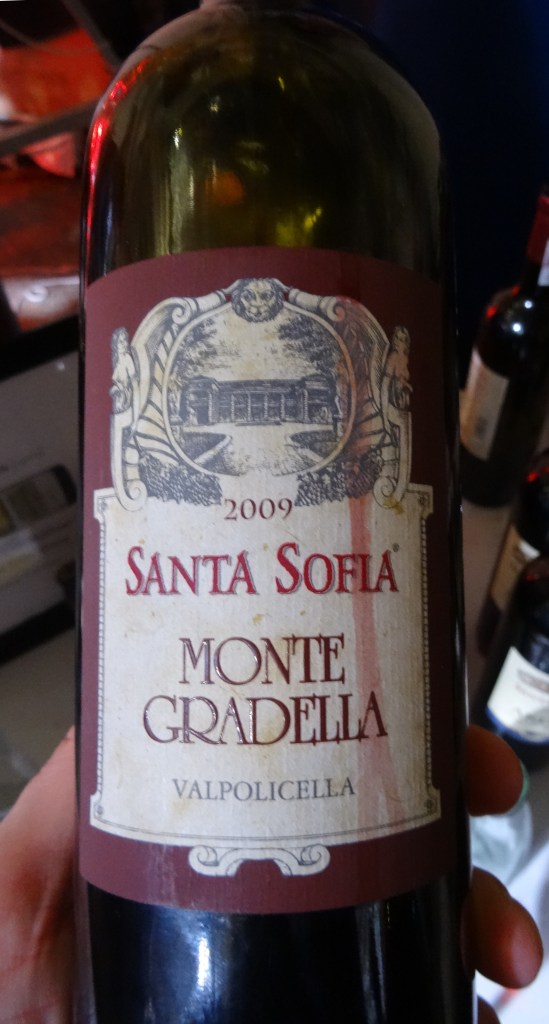 2009
SANTA SOFIA®
MONTE
GRADELLA
VALPOLICELLA